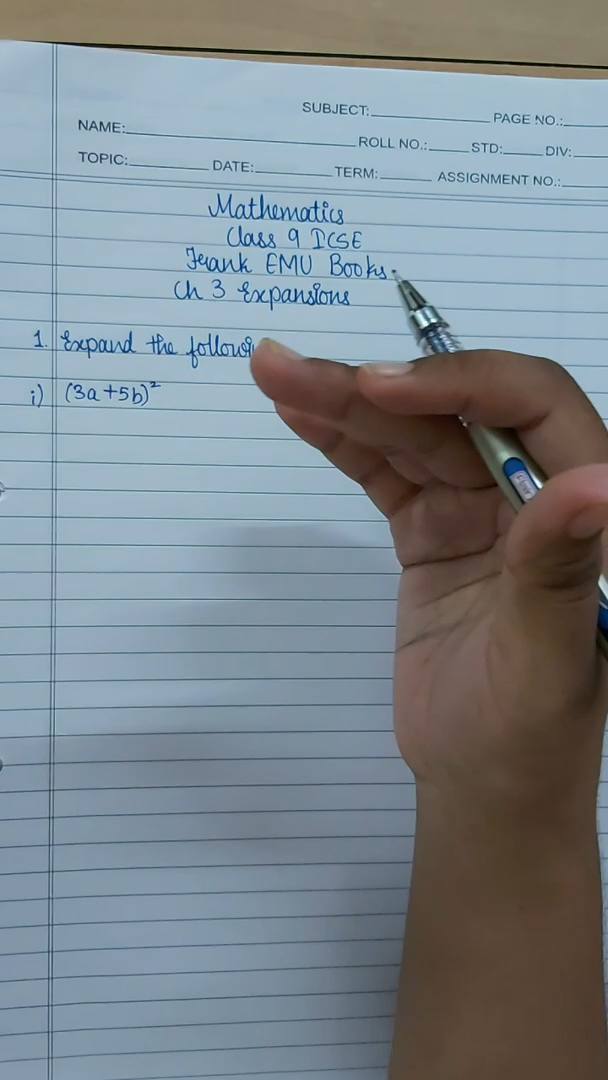 SUBJECT: PAGE NO.:
NAME: ROLL NO.: STD: DIV:
TOPIC: DATE: TERM: ASSIGNMENT NO.:
Mathematics
Class 9 ICSE
Frank EMU Books
Ch 3 Expansions
1. Expand the
i) (3a+5b)²